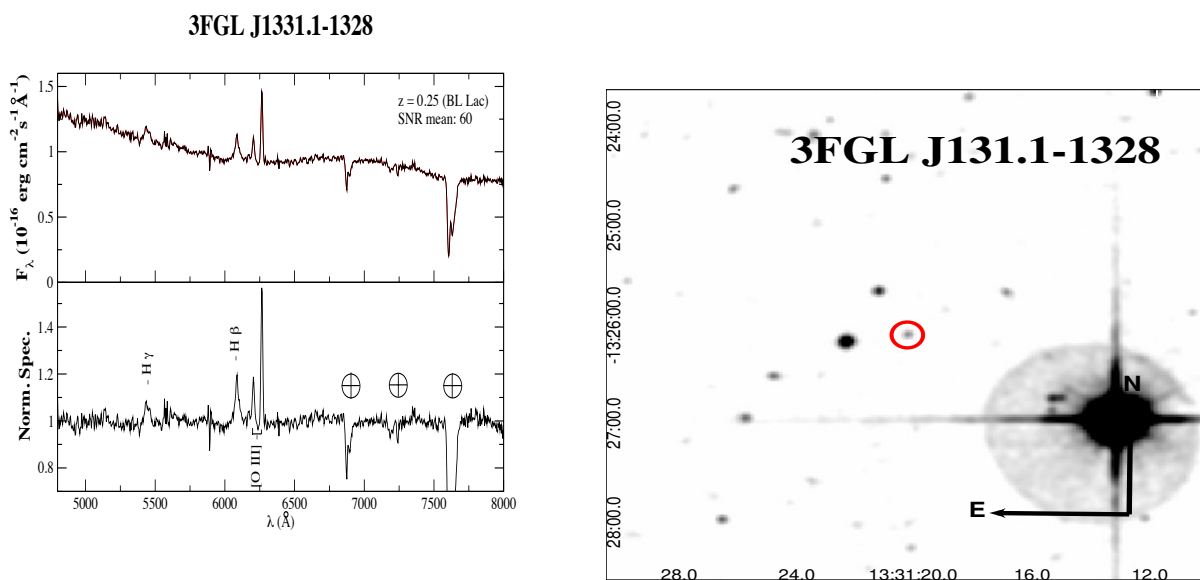 3FGL J1331.1-1328
F_λ (10^-16 erg cm^-2 s^-1 Å^-1)
1.5
1
0.5
0
z = 0.25 (BL Lac)
SNR mean: 60
Norm. Spec.
1.4
1.2
1
0.8
- H γ
- H β
[O III]
5000
5500
6000
6500
7000
7500
8000
λ (Å)
3FGL J131.1-1328
24:00.0
25:00.0
-13:26:00.0
27:00.0
28:00.0
N
E
28.0
24.0
13:31:20.0
16.0
12.0